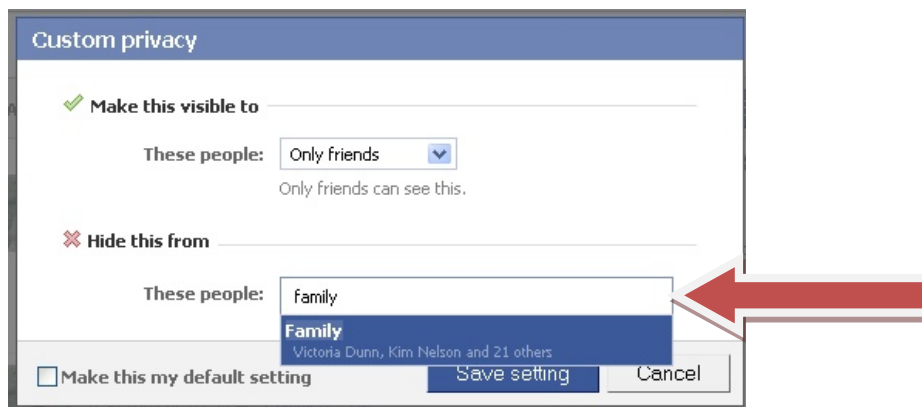 Custom privacy
Make this visible to
These people: Only friends
Only friends can see this.
Hide this from
These people: family
Family
Victoria Dunn, Kim Nelson and 21 others
Make this my default setting Save setting Cancel